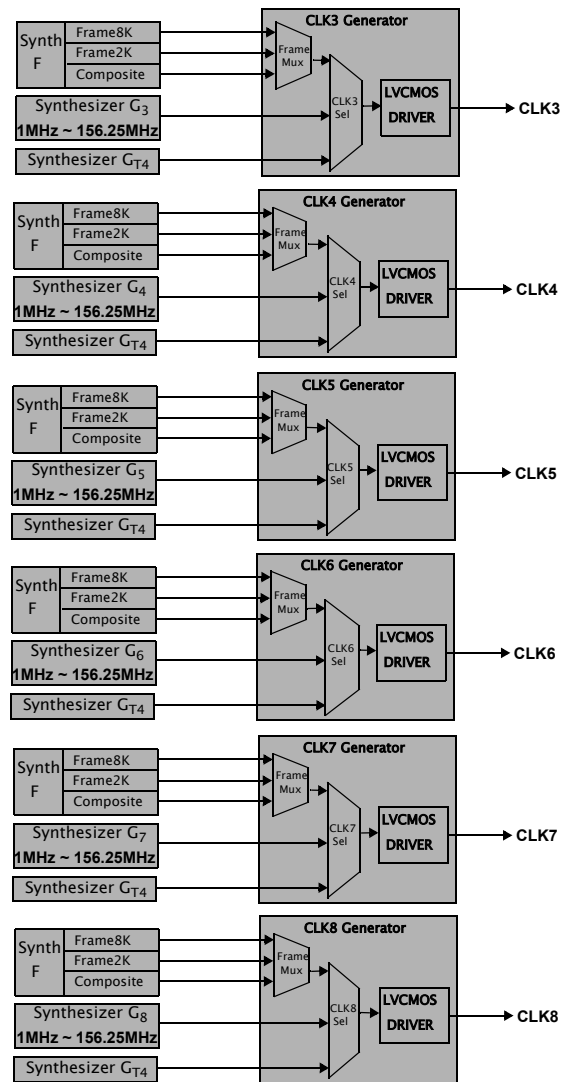 CLK3 Generator
Synth F
Frame8K
Frame2K
Composite
Frame Mux
Synthesizer G3
1MHz ~ 156.25MHz
Synthesizer GT4
CLK3 Sel
LVCMOS DRIVER
CLK3
CLK4 Generator
Synth F
Frame8K
Frame2K
Composite
Frame Mux
Synthesizer G4
1MHz ~ 156.25MHz
Synthesizer GT4
CLK4 Sel
LVCMOS DRIVER
CLK4
CLK5 Generator
Synth F
Frame8K
Frame2K
Composite
Frame Mux
Synthesizer G5
1MHz ~ 156.25MHz
Synthesizer GT4
CLK5 Sel
LVCMOS DRIVER
CLK5
CLK6 Generator
Synth F
Frame8K
Frame2K
Composite
Frame Mux
Synthesizer G6
1MHz ~ 156.25MHz
Synthesizer GT4
CLK6 Sel
LVCMOS DRIVER
CLK6
CLK7 Generator
Synth F
Frame8K
Frame2K
Composite
Frame Mux
Synthesizer G7
1MHz ~ 156.25MHz
Synthesizer GT4
CLK7 Sel
LVCMOS DRIVER
CLK7
CLK8 Generator
Synth F
Frame8K
Frame2K
Composite
Frame Mux
Synthesizer G8
1MHz ~ 156.25MHz
Synthesizer GT4
CLK8 Sel
LVCMOS DRIVER
CLK8